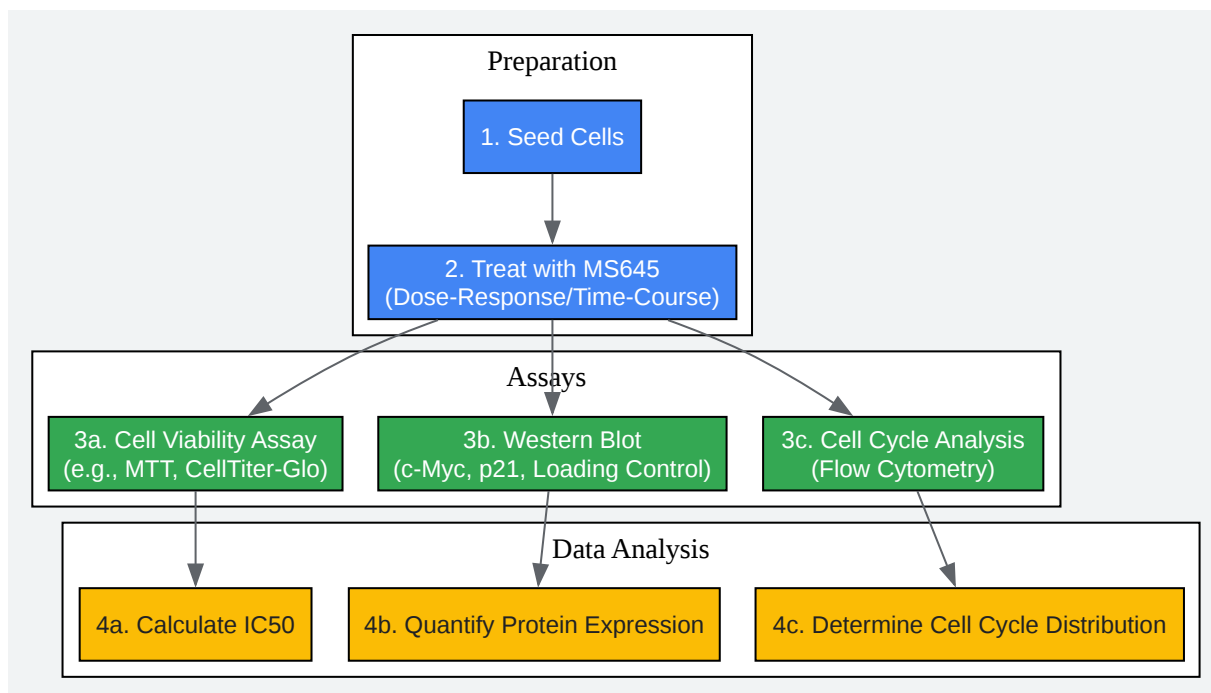 Preparation
1. Seed Cells
2. Treat with MS645
(Dose-Response/Time-Course)
Assays
3a. Cell Viability Assay
(e.g., MTT, CellTiter-Glo)
3b. Western Blot
(c-Myc, p21, Loading Control)
3c. Cell Cycle Analysis
(Flow Cytometry)
Data Analysis
4a. Calculate IC50
4b. Quantify Protein Expression
4c. Determine Cell Cycle Distribution